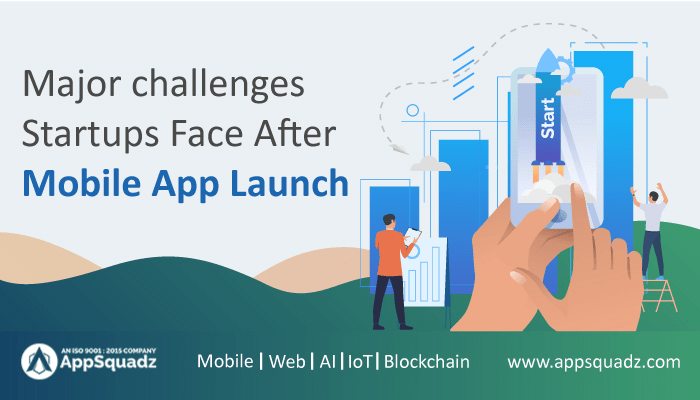 Major challenges
Startups Face After
Mobile App Launch
Start
AN ISO 9001 : 2015 COMPANY
AppSquadz
Mobile | Web | AI | IoT | Blockchain
www.appsquadz.com